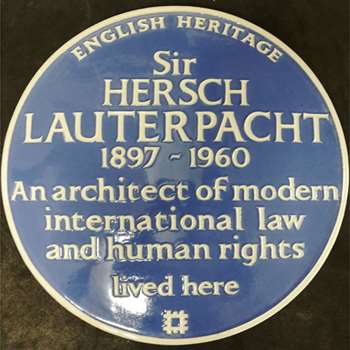 ENGLISH HERITAGE
Sir
HERSCH
LAUTERPACHT
1897 ~ 1960
An architect of modern
international law
and human rights
lived here